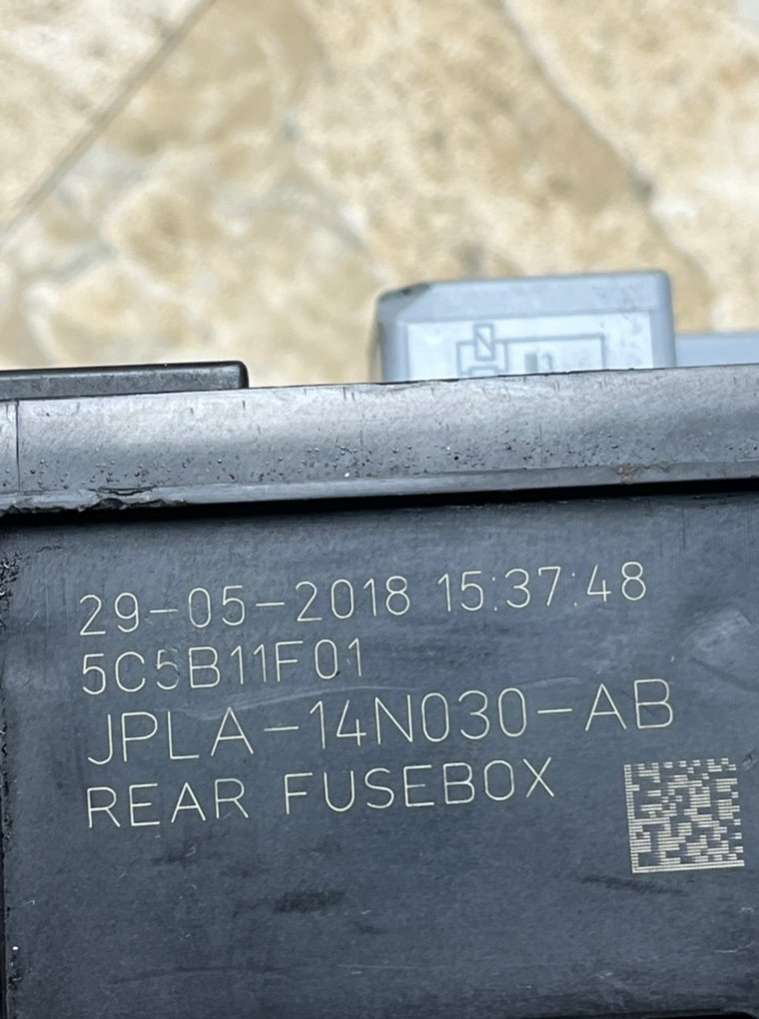 29-05-2018 15:37:48
5C5B11F01
JPLA-14N030-AB
REAR FUSEBOX